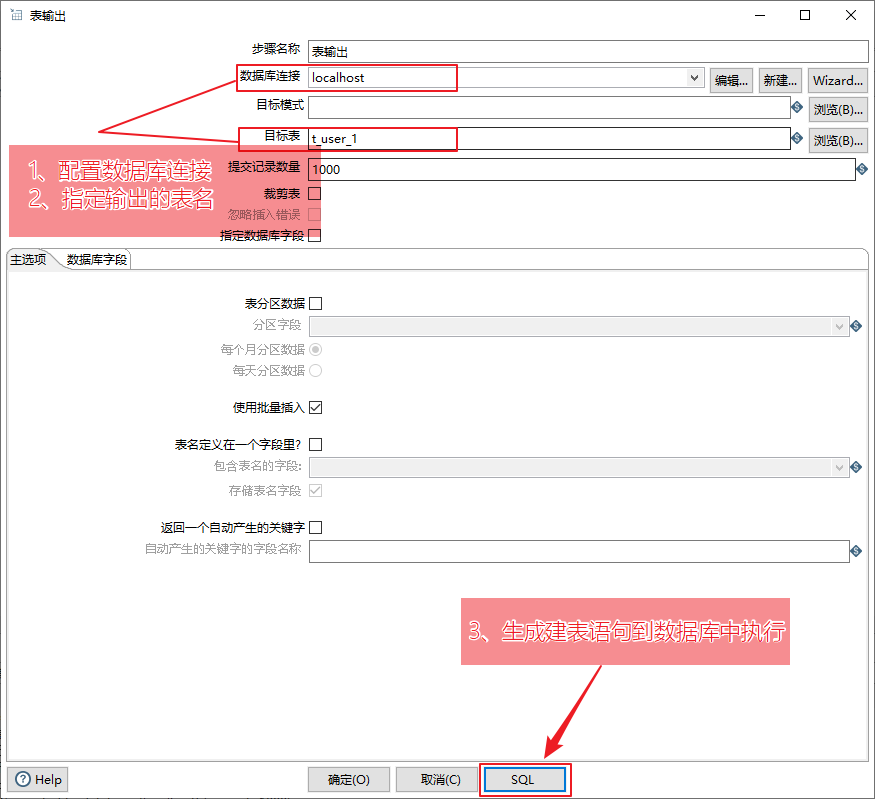 表输出
步骤名称 表输出
数据库连接 localhost 编辑... 新建... Wizard...
目标模式 浏览(B)...
目标表 t_user_1 浏览(B)...
1、配置数据库连接
2、指定输出的表名
提交记录数量 1000
裁剪表
忽略插入错误
指定数据库字段
主选项 数据库字段
表分区数据
分区字段
每个月分区数据
每天分区数据
使用批量插入
表名定义在一个字段里?
包含表名的字段:
存储表名字段
返回一个自动产生的关键字
自动产生的关键字的字段名称
3、生成建表语句到数据库中执行
Help 确定(O) 取消(C) SQL